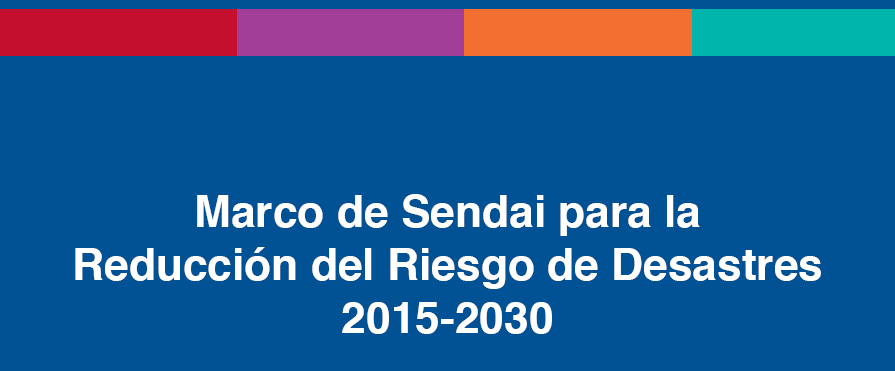 Marco de Sendai para la
Reducción del Riesgo de Desastres
2015-2030